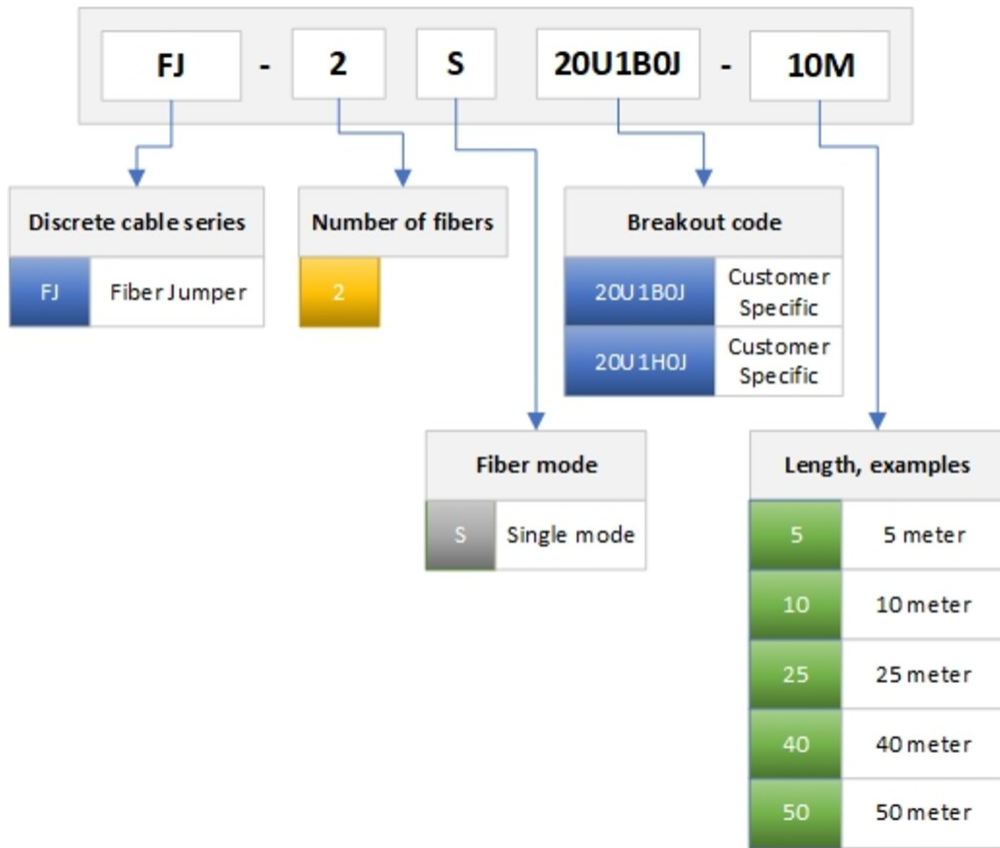 FJ - 2 S 20U1B0J - 10M
Discrete cable series
FJ Fiber Jumper
Number of fibers
2
Breakout code
20U1B0J Customer
Specific
20U1H0J Customer
Specific
Fiber mode
S Single mode
Length, examples
5 5 meter
10 10 meter
25 25 meter
40 40 meter
50 50 meter